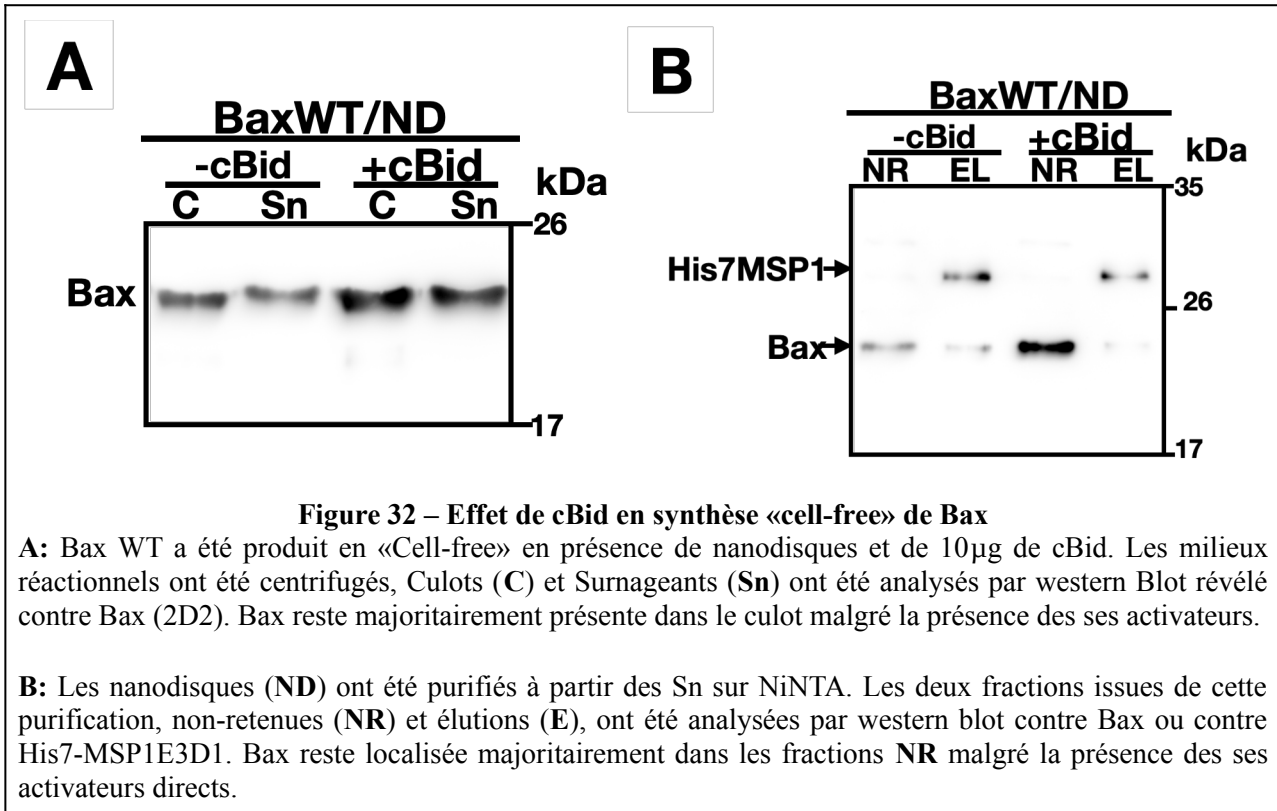 A
BaxWT/ND
-cBid +cBid
C Sn C Sn
kDa
26
Bax
17
B
BaxWT/ND
-cBid +cBid
NR EL NR EL
kDa
35
His7MSP1
26
Bax
17
Figure 32 – Effet de cBid en synthèse «cell-free» de Bax
A: Bax WT a été produit en «Cell-free» en présence de nanodisques et de 10µg de cBid. Les milieux
réactionnels ont été centrifugés, Culots (C) et Surnageants (Sn) ont été analysés par western Blot révélé
contre Bax (2D2). Bax reste majoritairement présente dans le culot malgré la présence des ses activateurs.
B: Les nanodisques (ND) ont été purifiés à partir des Sn sur NiNTA. Les deux fractions issues de cette
purification, non-retenues (NR) et élutions (E), ont été analysées par western blot contre Bax ou contre
His7-MSP1E3D1. Bax reste localisée majoritairement dans les fractions NR malgré la présence des ses
activateurs directs.